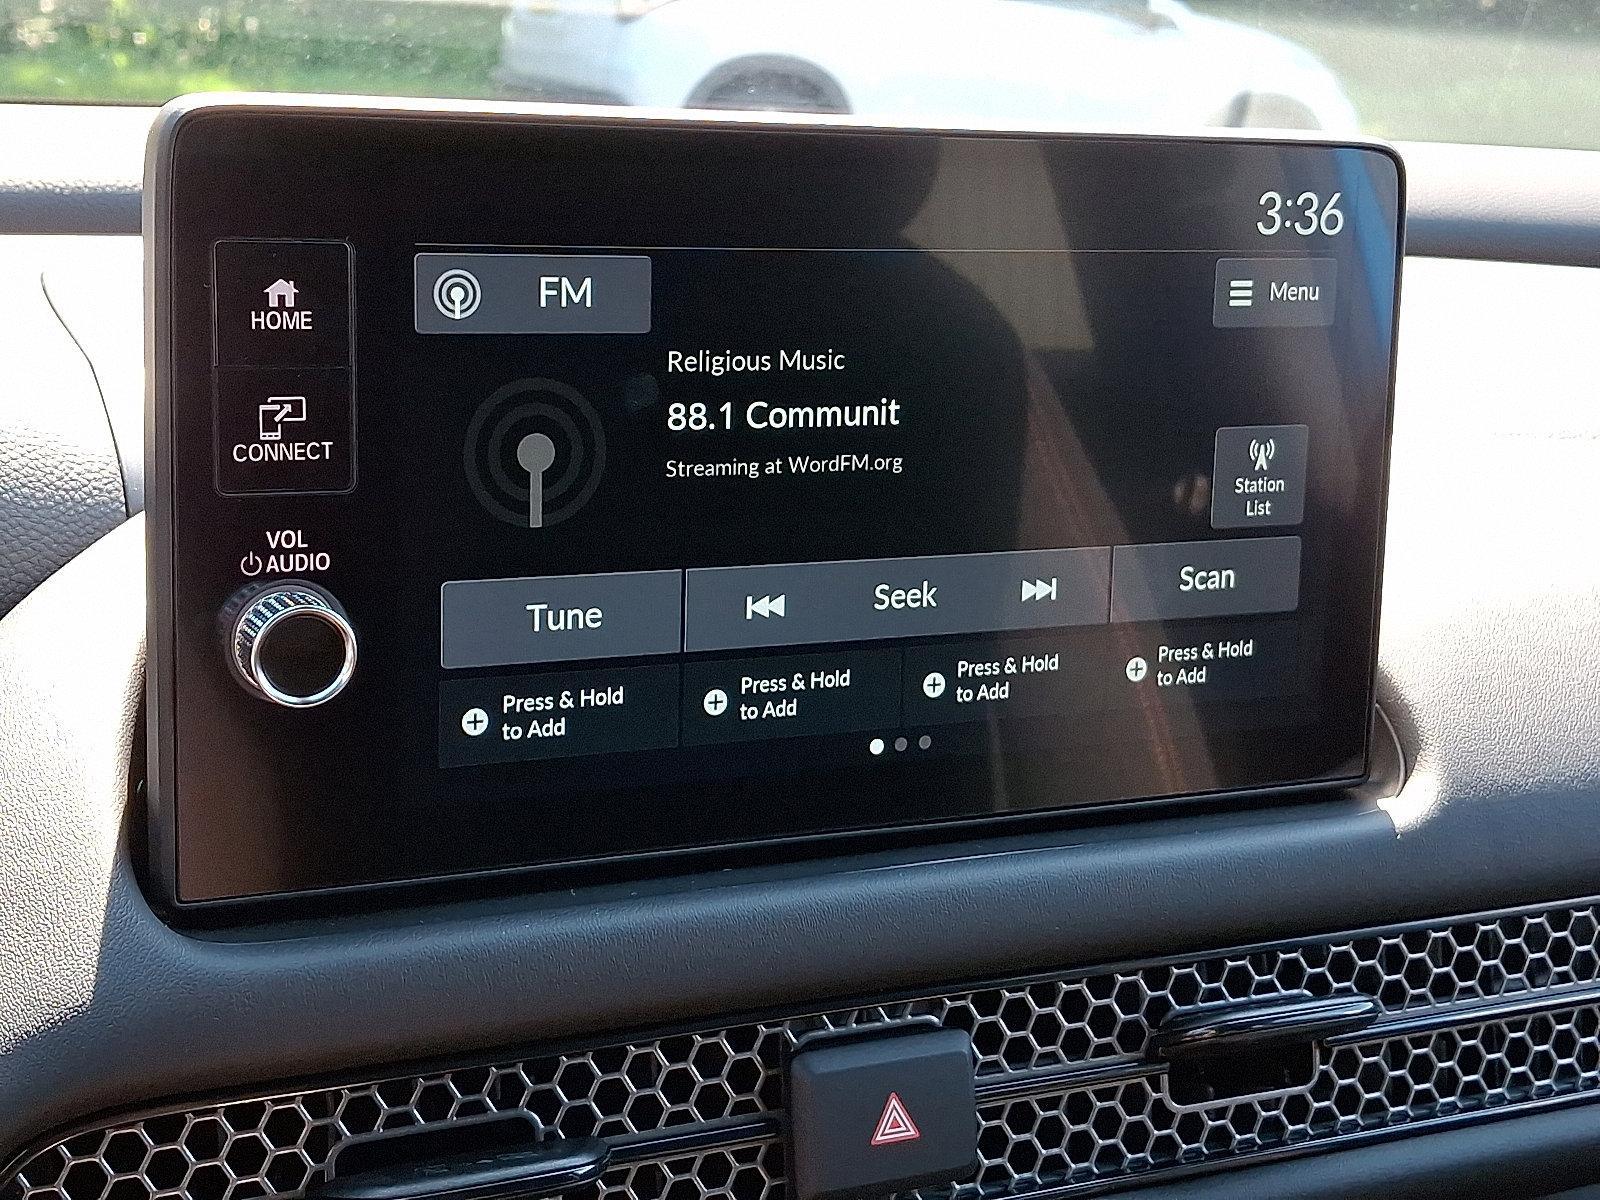 3:36
HOME
CONNECT
VOL
AUDIO
FM
Menu
Religious Music
88.1 Communit
Streaming at WordFM.org
Station
List
Tune
Seek
Scan
Press & Hold
to Add
Press & Hold
to Add
Press & Hold
to Add
Press & Hold
to Add